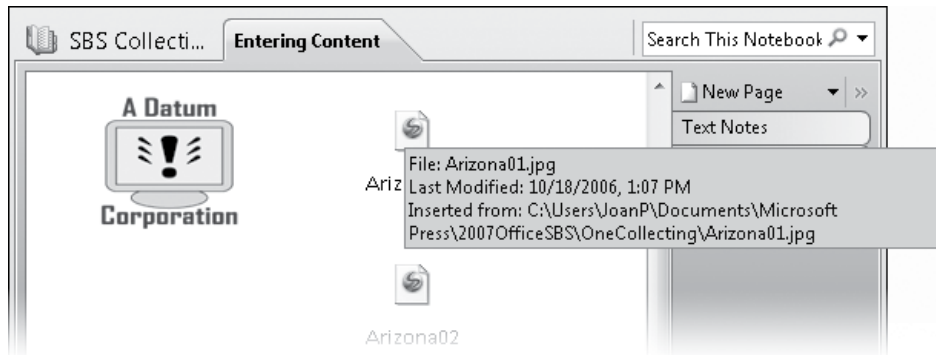 SBS Collecti...
Entering Content
Search This Notebook
New Page
Text Notes
A Datum
Corporation
Ariz
File: Arizona01.jpg
Last Modified: 10/18/2006, 1:07 PM
Inserted from: C:\Users\JoanP\Documents\Microsoft
Press\2007OfficeSBS\OneCollecting\Arizona01.jpg
Arizona02